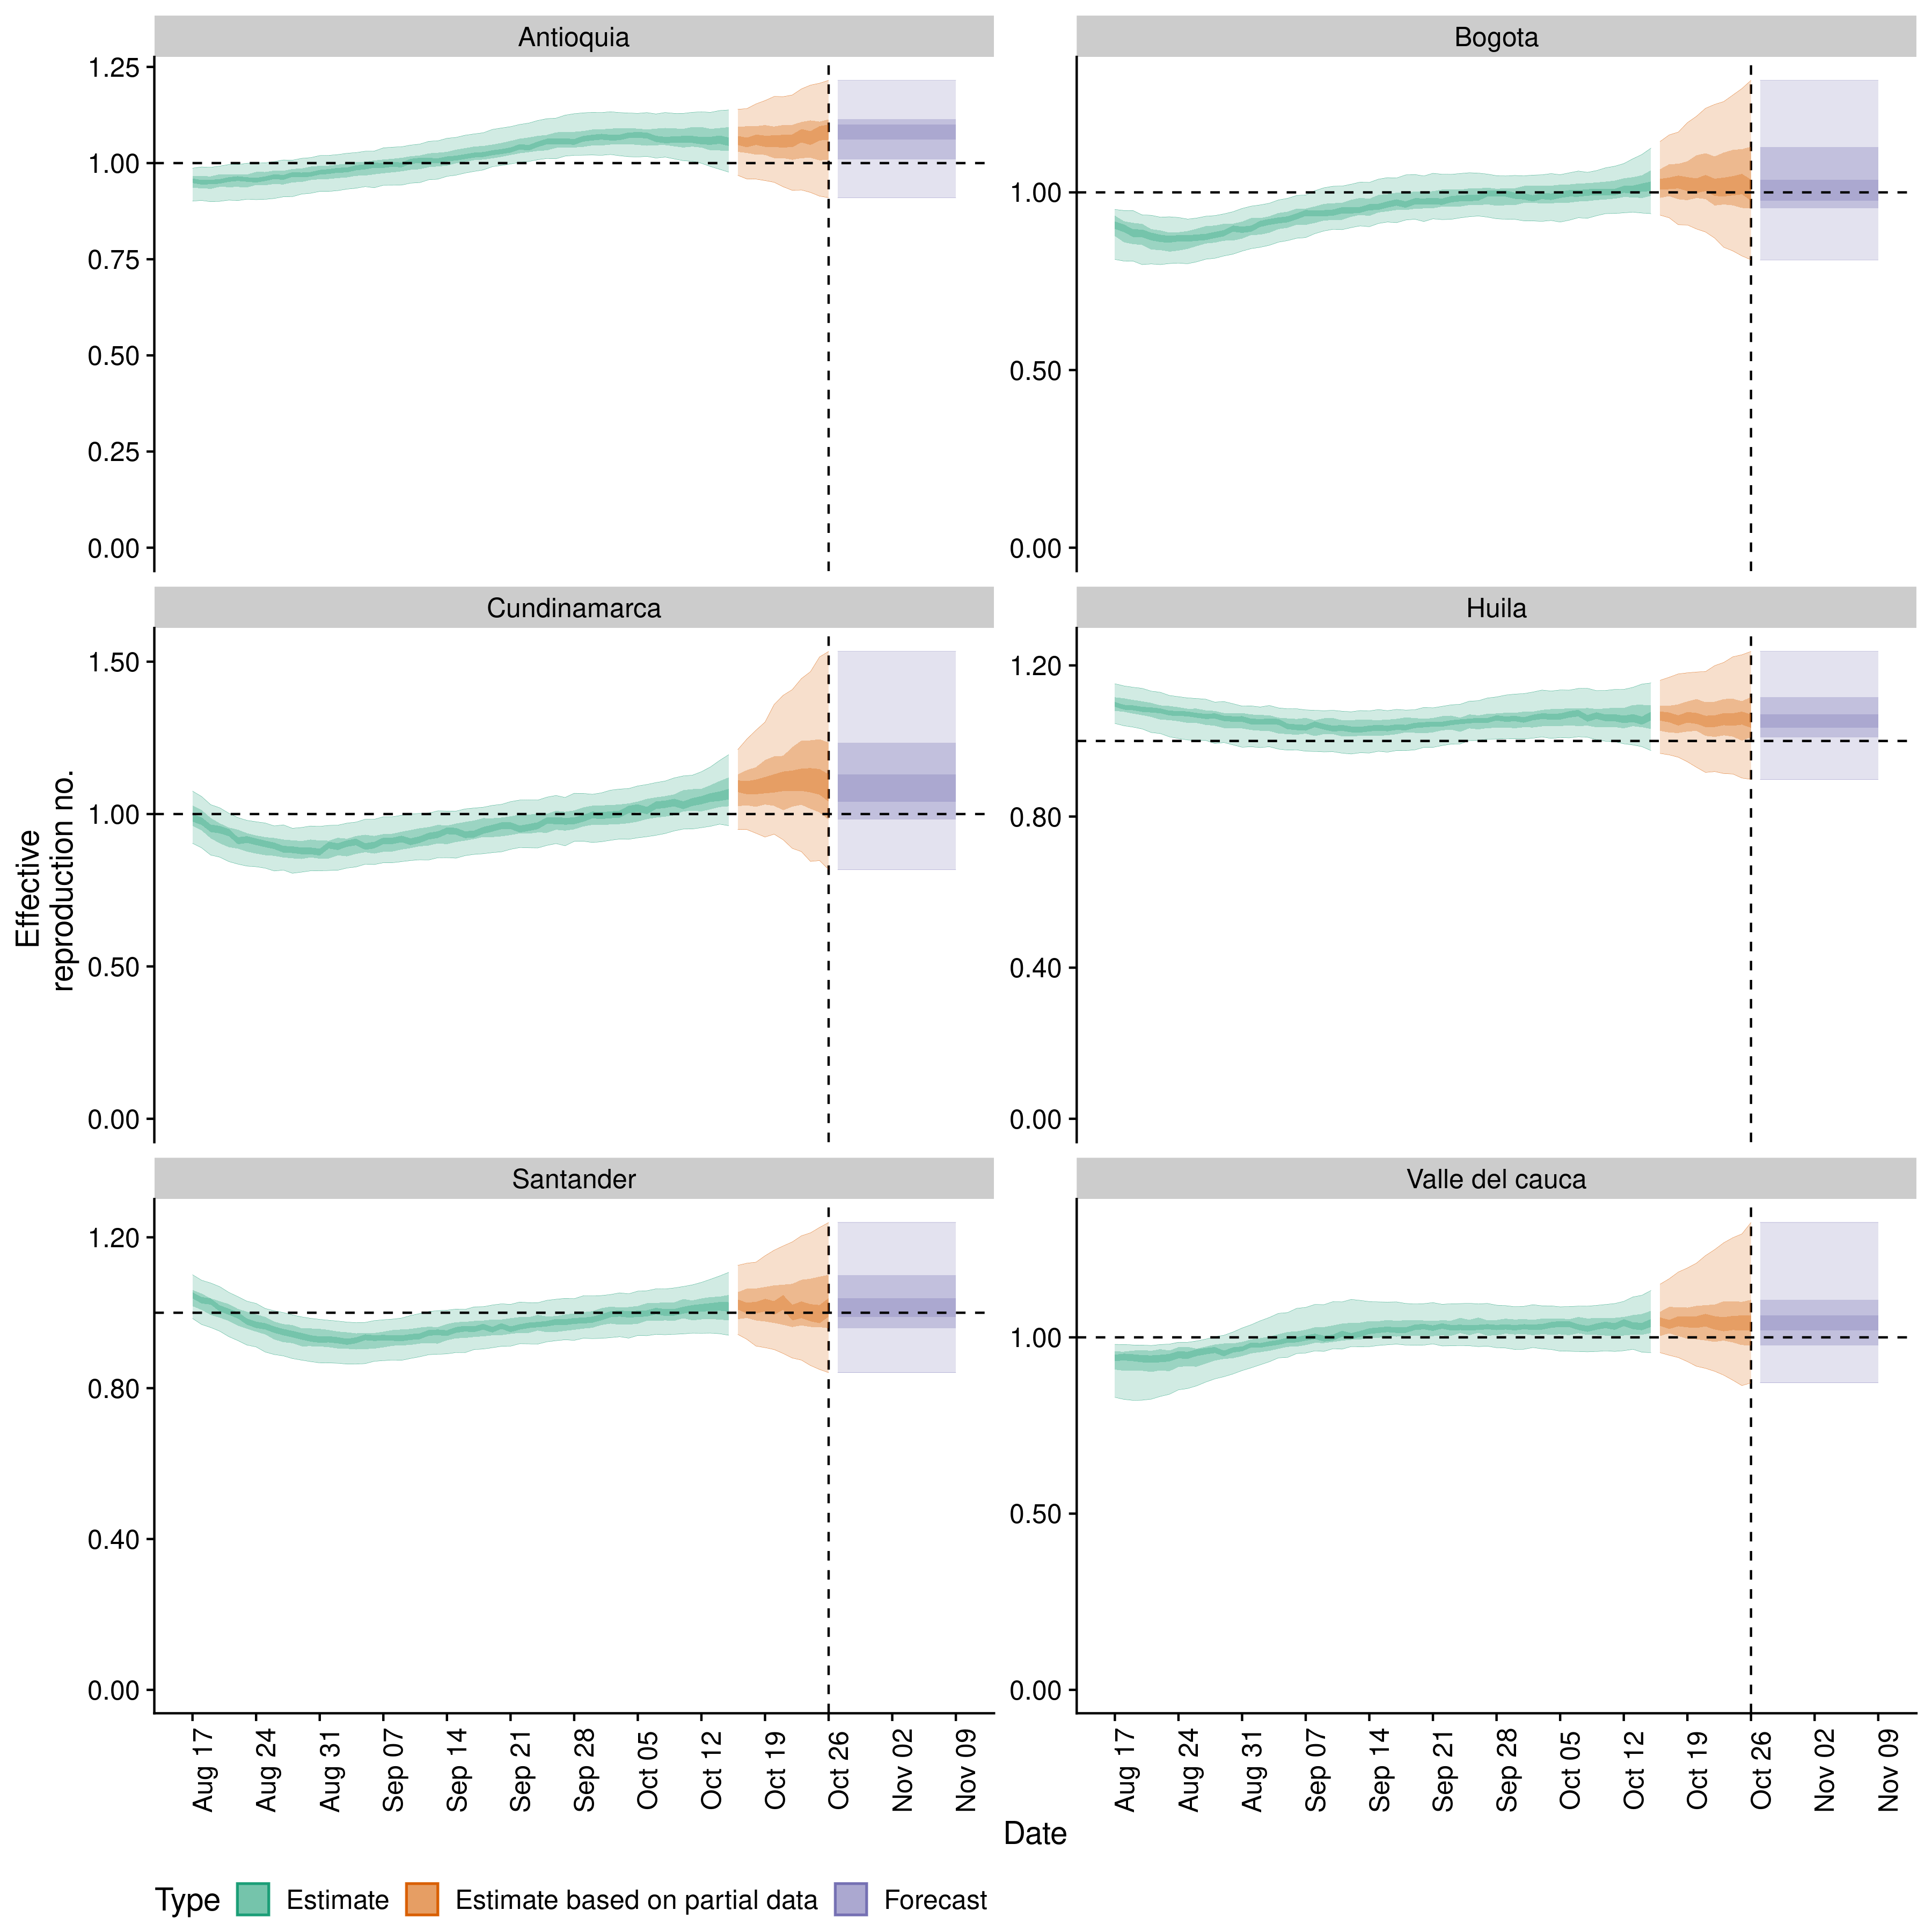 Antioquia
Bogota
1.25
1.00
0.75
0.50
0.25
0.00
1.00
0.50
0.00
Cundinamarca
Huila
1.50
1.00
0.50
0.00
1.20
0.80
0.40
0.00
Effective
reproduction no.
Santander
Valle del cauca
1.20
0.80
0.40
0.00
1.00
0.50
0.00
Aug 17
Aug 24
Aug 31
Sep 07
Sep 14
Sep 21
Sep 28
Oct 05
Oct 12
Oct 19
Oct 26
Nov 02
Nov 09
Aug 17
Aug 24
Aug 31
Sep 07
Sep 14
Sep 21
Sep 28
Oct 05
Oct 12
Oct 19
Oct 26
Nov 02
Nov 09
Date
Type Estimate Estimate based on partial data Forecast